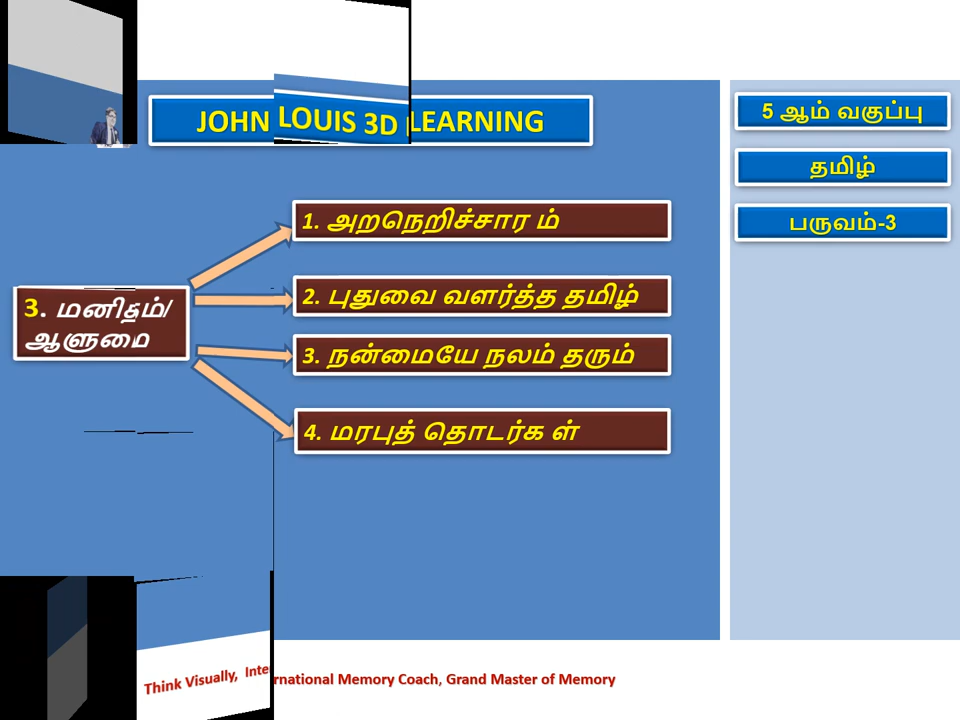 JOHN LOUIS 3D LEARNING
5 ஆம் வகுப்பு
தமிழ்
பருவம்-3
3. மனிதம்/
ஆளுமை
1. அறநெறிச்சார ம்
2. புதுவை வளர்த்த தமிழ்
3. நன்மையே நலம் தரும்
4. மரபுத் தொடர்க ள்
Think Visually, International Memory Coach, Grand Master of Memory